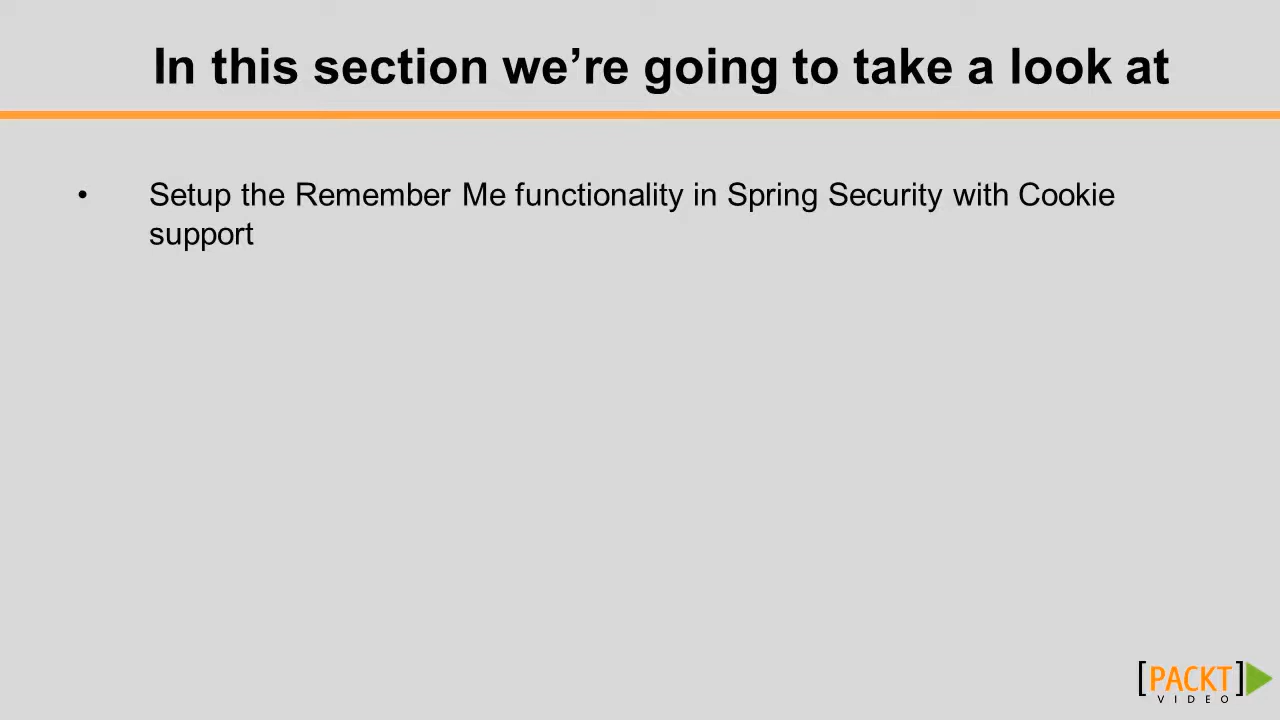 In this section we’re going to take a look at
• Setup the Remember Me functionality in Spring Security with Cookie
support
[PACKT]
VIDEO